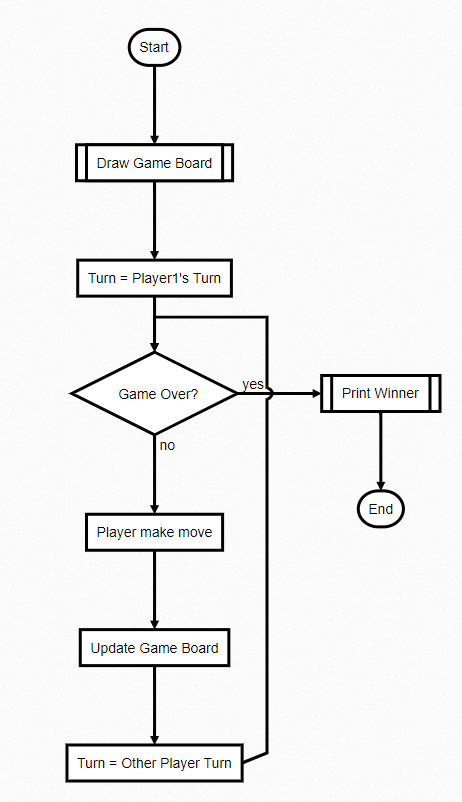 Start
Draw Game Board
Turn = Player1's Turn
Game Over?
yes
Print Winner
no
End
Player make move
Update Game Board
Turn = Other Player Turn